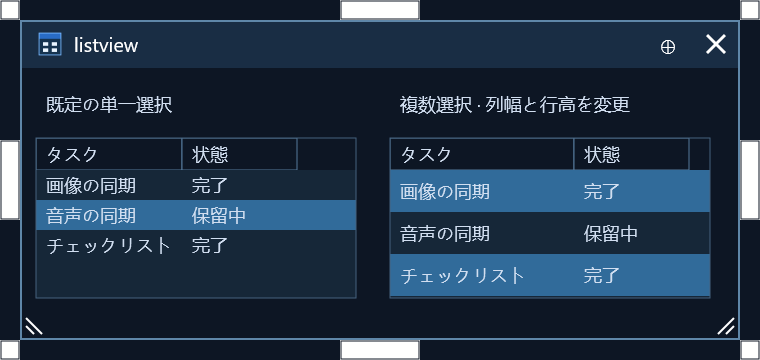 listview
既定の単一選択
タスク 状態
画像の同期 完了
音声の同期 保留中
チェックリスト 完了
複数選択・列幅と行高を変更
タスク 状態
画像の同期 完了
音声の同期 保留中
チェックリスト 完了